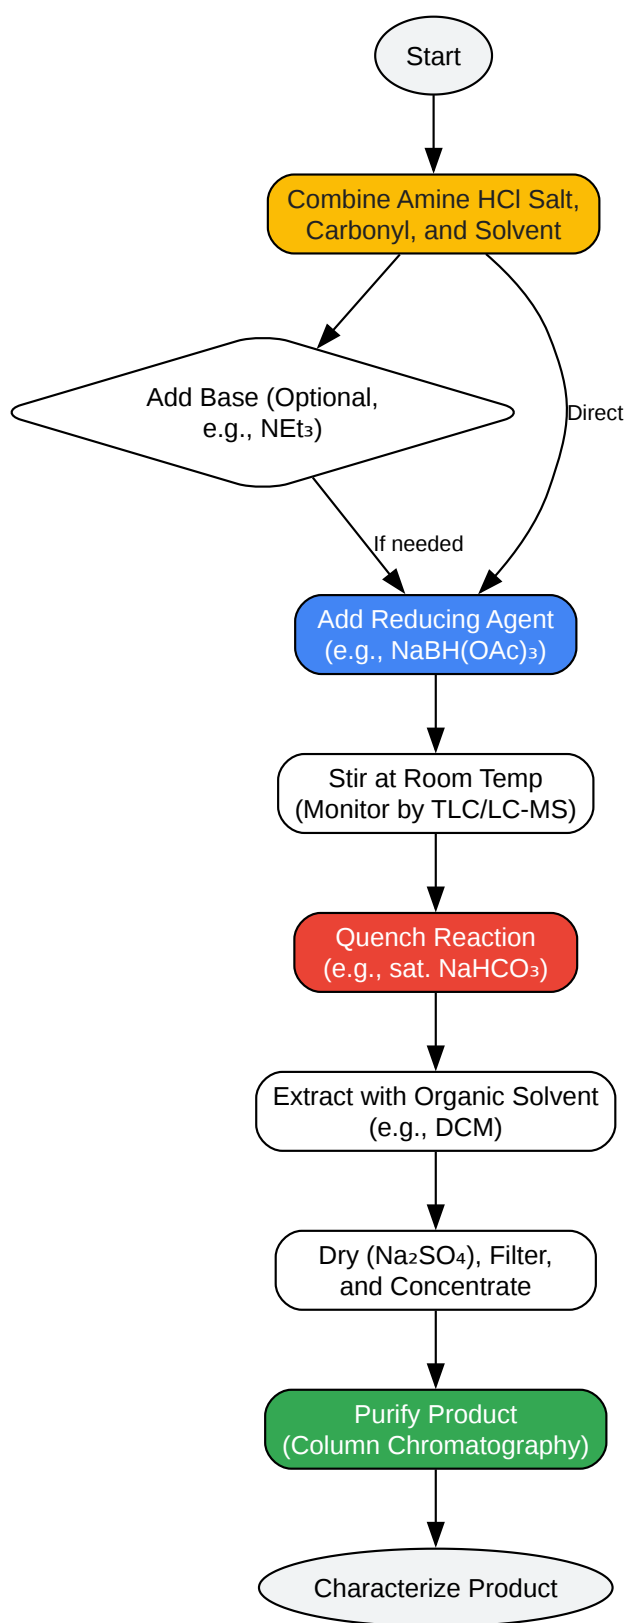 Start
Combine Amine HCl Salt,
Carbonyl, and Solvent
Add Base (Optional,
e.g., NEt₃)
Direct
If needed
Add Reducing Agent
(e.g., NaBH(OAc)₃)
Stir at Room Temp
(Monitor by TLC/LC-MS)
Quench Reaction
(e.g., sat. NaHCO₃)
Extract with Organic Solvent
(e.g., DCM)
Dry (Na₂SO₄), Filter,
and Concentrate
Purify Product
(Column Chromatography)
Characterize Product